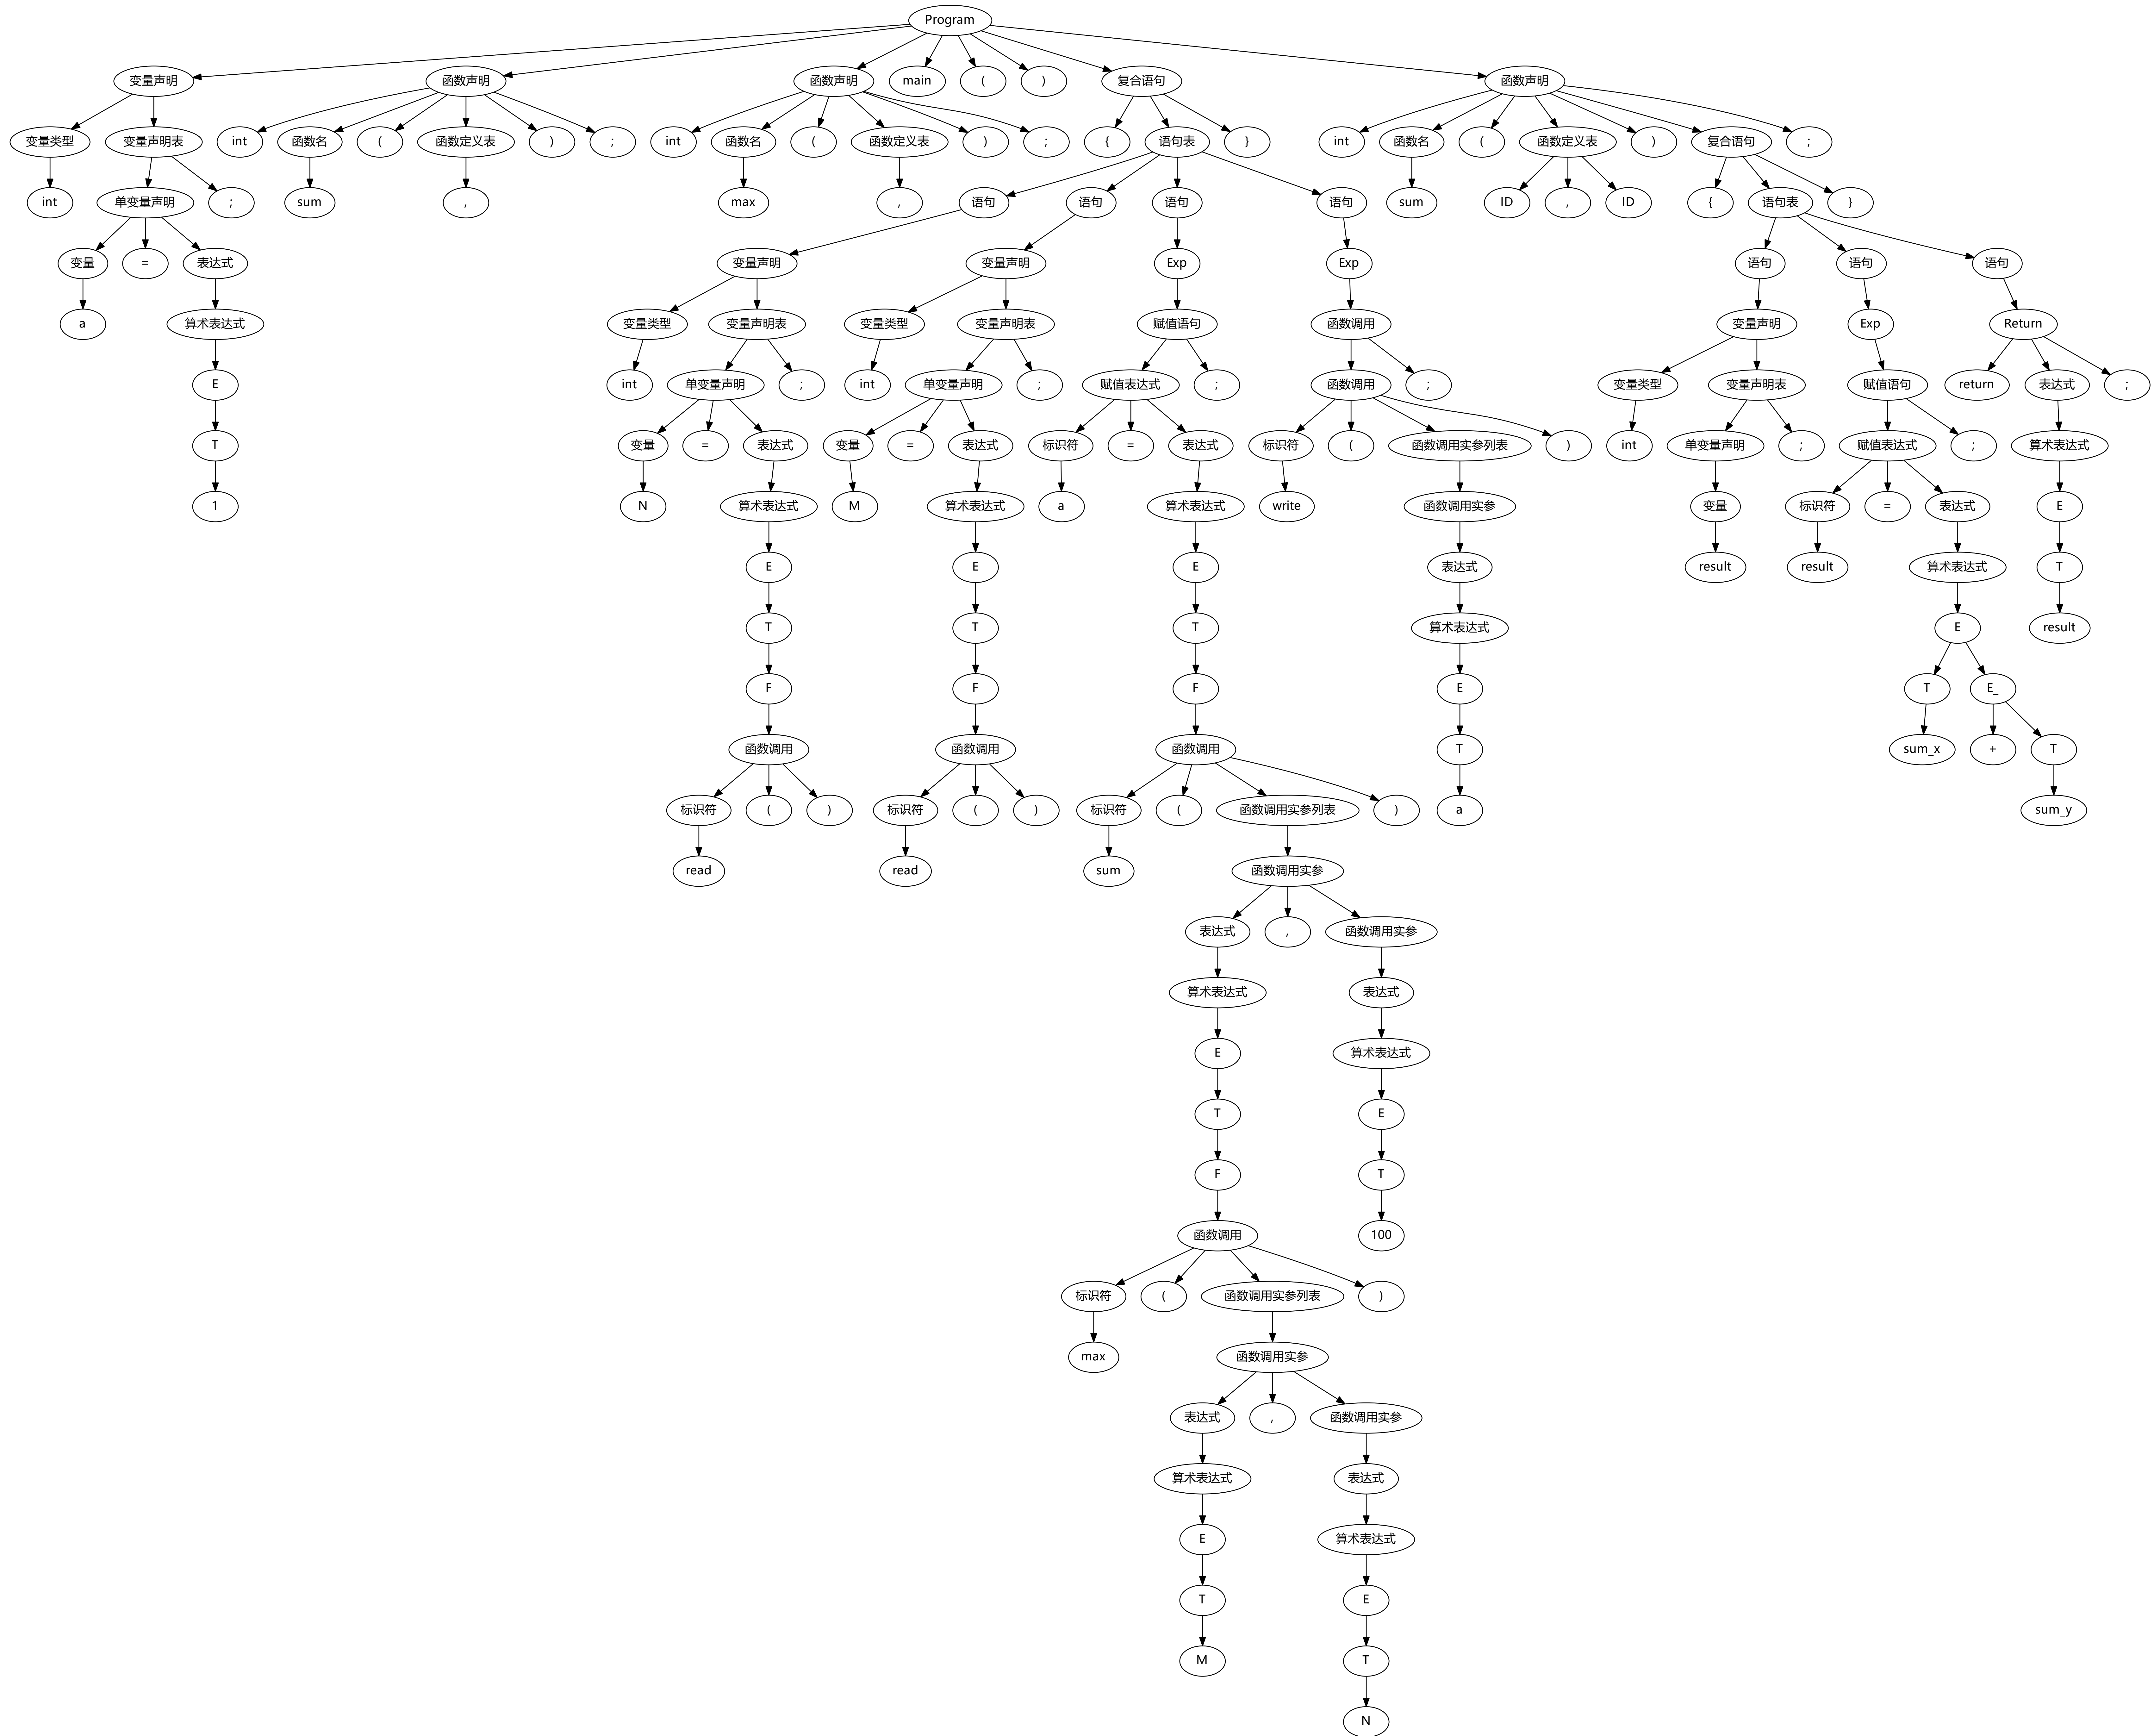 Program
变量声明 函数声明 函数声明 main ( ) 复合语句 函数声明
变量类型 变量声明表 int 函数名 ( 函数定义表 ) ; int 函数名 ( 函数定义表 ) ; { 语句表 } int 函数名 ( 函数定义表 ) 复合语句 ;
int 单变量声明 ; sum , max , 语句 语句 语句 语句 sum ID , ID { 语句表 }
变量 = 表达式 变量声明 变量声明 Exp Exp 语句 语句 语句
a 算术表达式 变量类型 变量声明表 变量类型 变量声明表 赋值语句 函数调用 变量声明 Exp Return
E int 单变量声明 ; int 单变量声明 ; 赋值表达式 ; 函数调用 ; 变量类型 变量声明表 赋值语句 return 表达式 ;
T 变量 = 表达式 变量 = 表达式 标识符 = 表达式 标识符 ( 函数调用实参列表 ) int 单变量声明 ; 赋值表达式 ; 算术表达式
1 N 算术表达式 M 算术表达式 a 算术表达式 write 函数调用实参 变量 标识符 = 表达式 E
E E E 表达式 result result 算术表达式 T
T T T 算术表达式 E result
F F F E T E_
函数调用 函数调用 函数调用 T sum_x + T
标识符 ( ) 标识符 ( ) 标识符 ( 函数调用实参列表 ) a sum_y
read read sum 函数调用实参
表达式 , 函数调用实参
算术表达式 表达式
E 算术表达式
T E
F T
函数调用 100
标识符 ( 函数调用实参列表 )
max 函数调用实参
表达式 , 函数调用实参
算术表达式 表达式
E 算术表达式
T E
M T
N